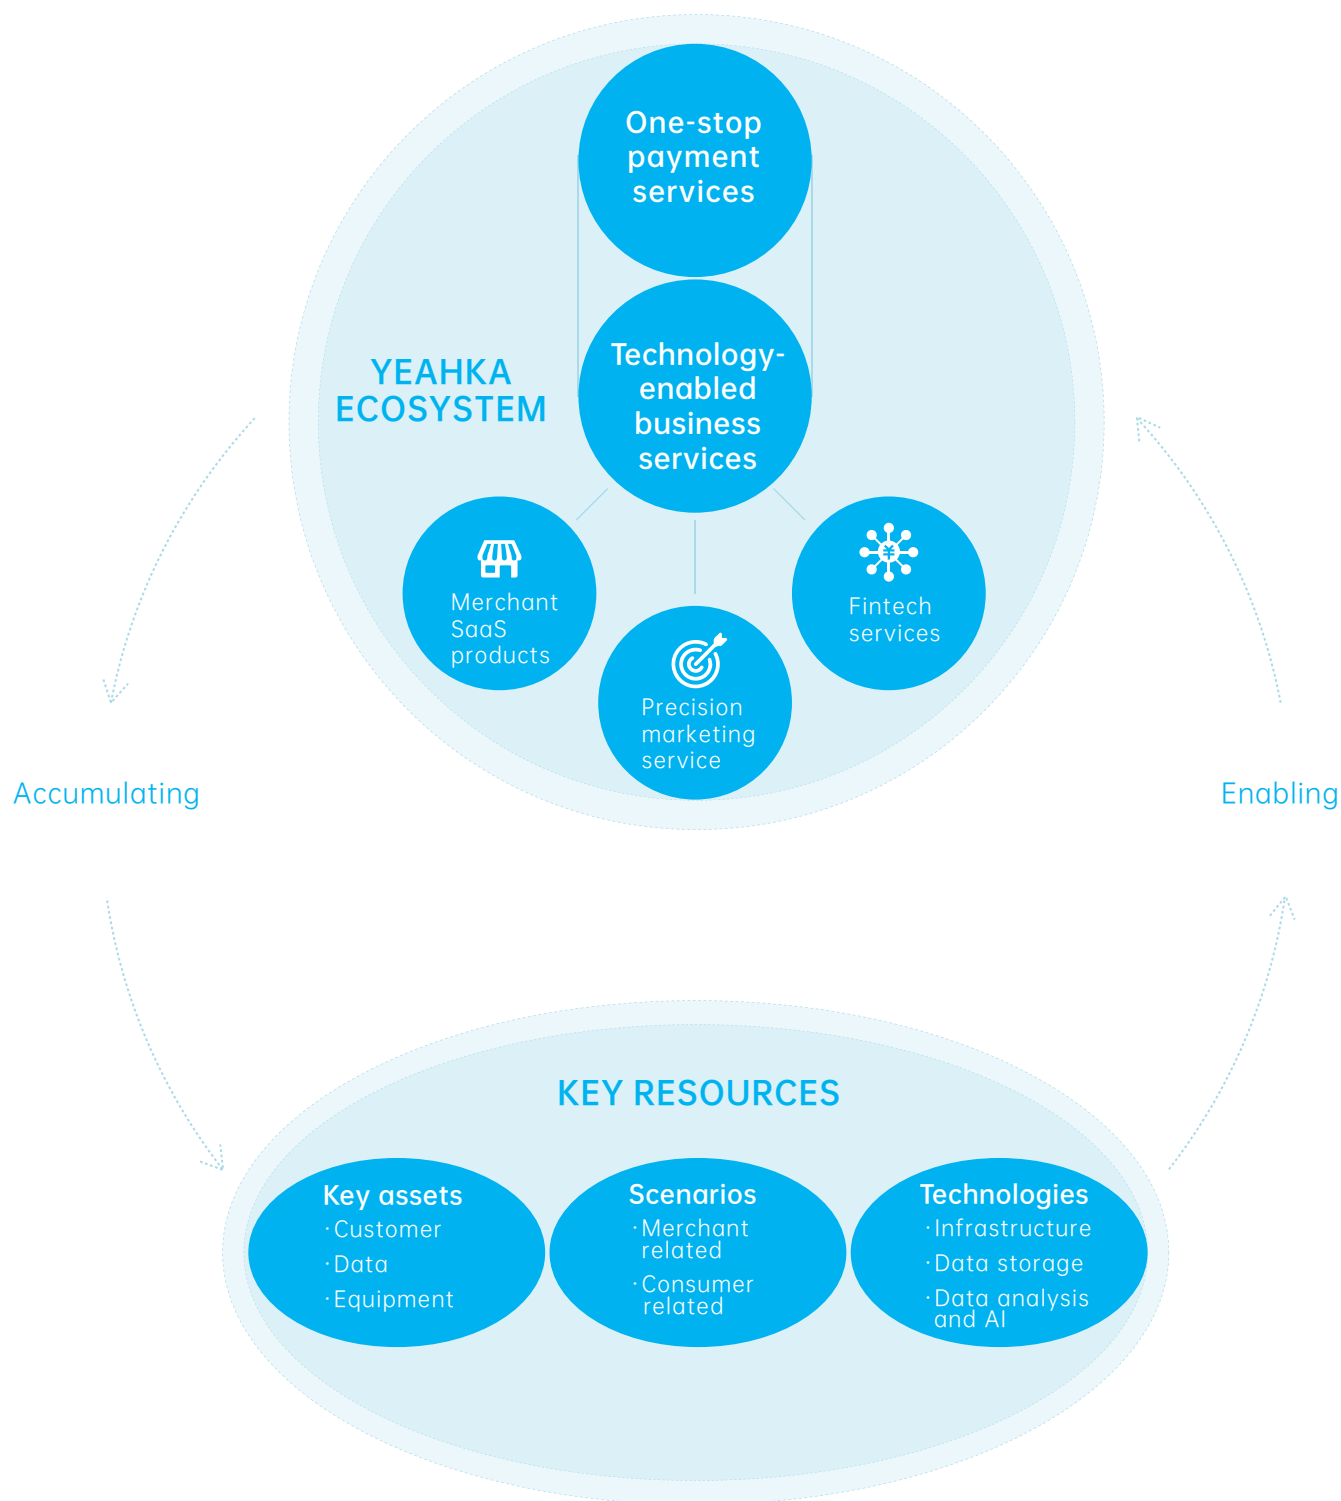 One-stop
payment
services
Technology-
enabled
business
services
YEAHKA
ECOSYSTEM
Merchant
SaaS
products
Precision
marketing
service
¥
Fintech
services
Accumulating
Enabling
KEY RESOURCES
Key assets
·Customer
·Data
·Equipment
Scenarios
·Merchant
related
·Consumer
related
Technologies
·Infrastructure
·Data storage
·Data analysis
and AI